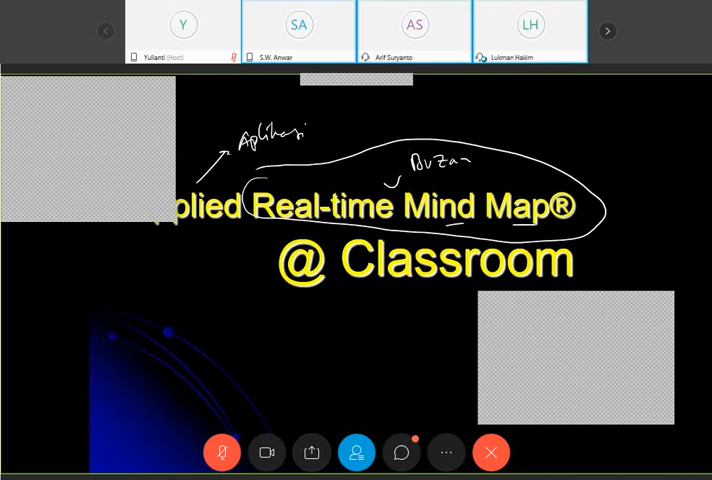 Y
SA
AS
LH
Yulianti (Host)
S.W. Anwar
Arif Suryanto
Lukman Hakim
Aplikasi
Buzan
plied Real-time Mind Map®
@ Classroom